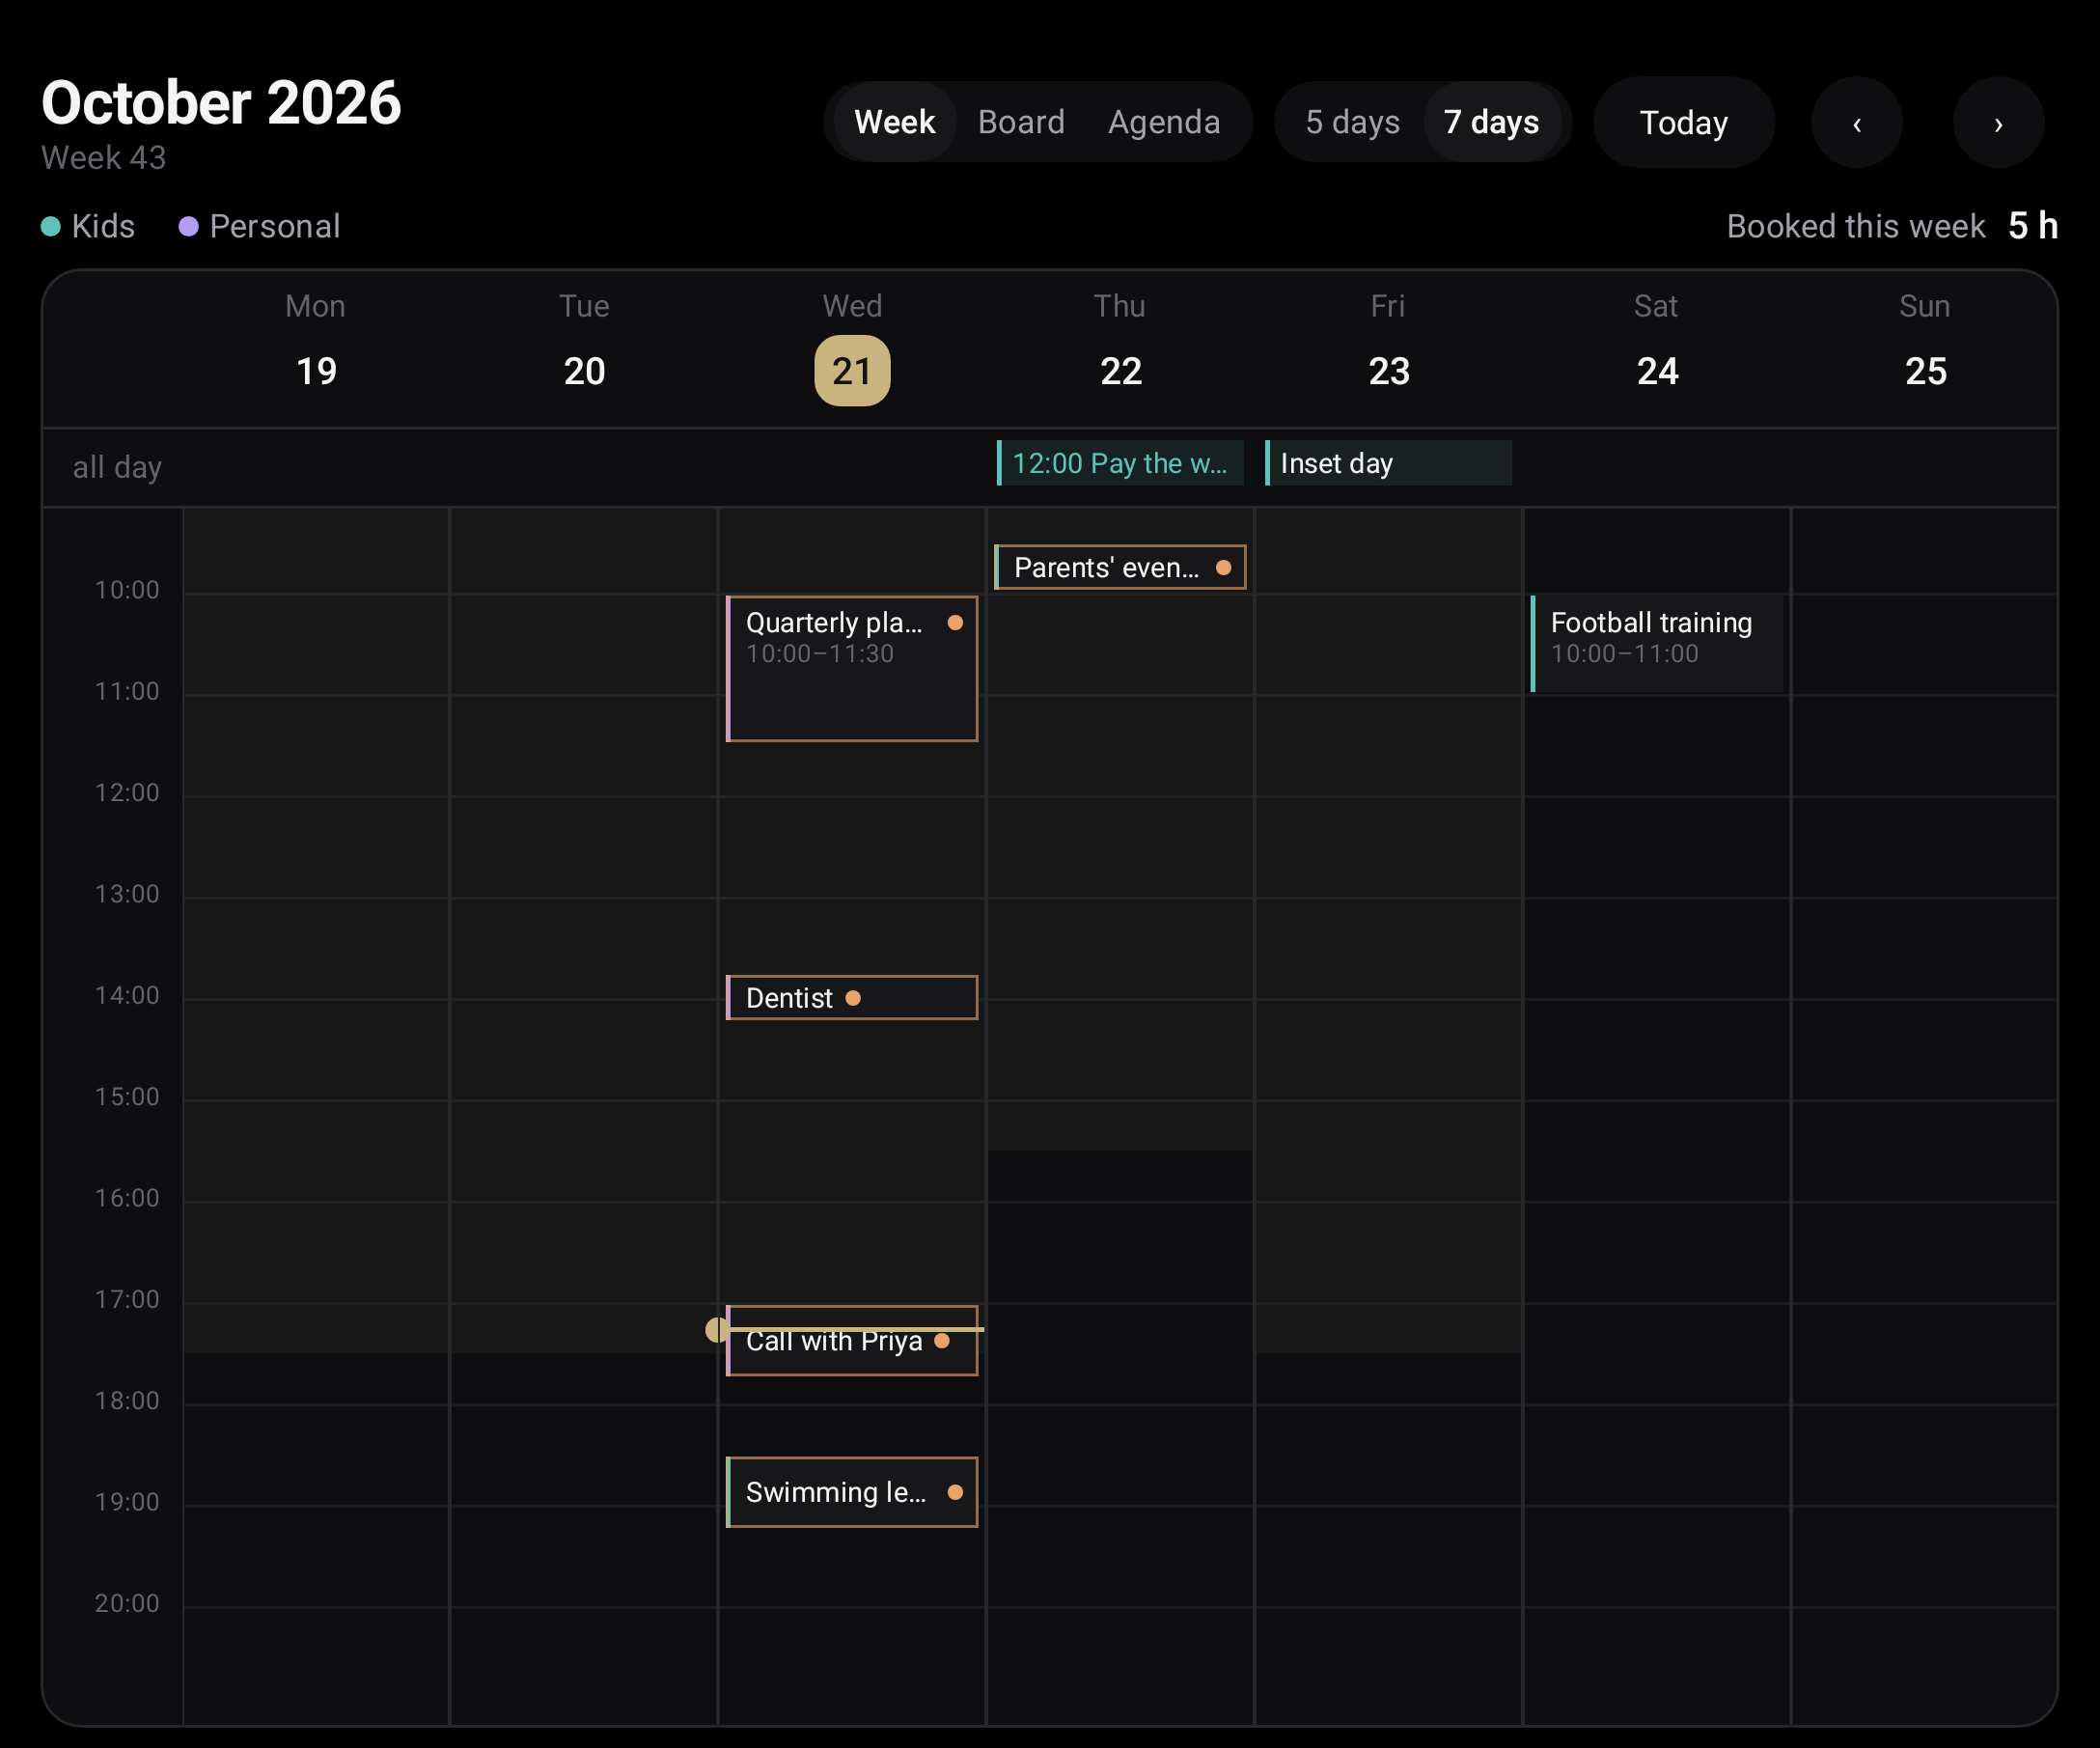 October 2026
Week 43
Week Board Agenda
5 days 7 days
Today
‹ ›
Kids Personal
Booked this week 5 h
Mon Tue Wed Thu Fri Sat Sun
19 20 21 22 23 24 25
all day
12:00 Pay the w…
Inset day
Parents' even…
10:00
Quarterly pla…
10:00–11:30
Football training
10:00–11:00
11:00
12:00
13:00
14:00
Dentist
15:00
16:00
17:00
Call with Priya
18:00
Swimming le…
19:00
20:00